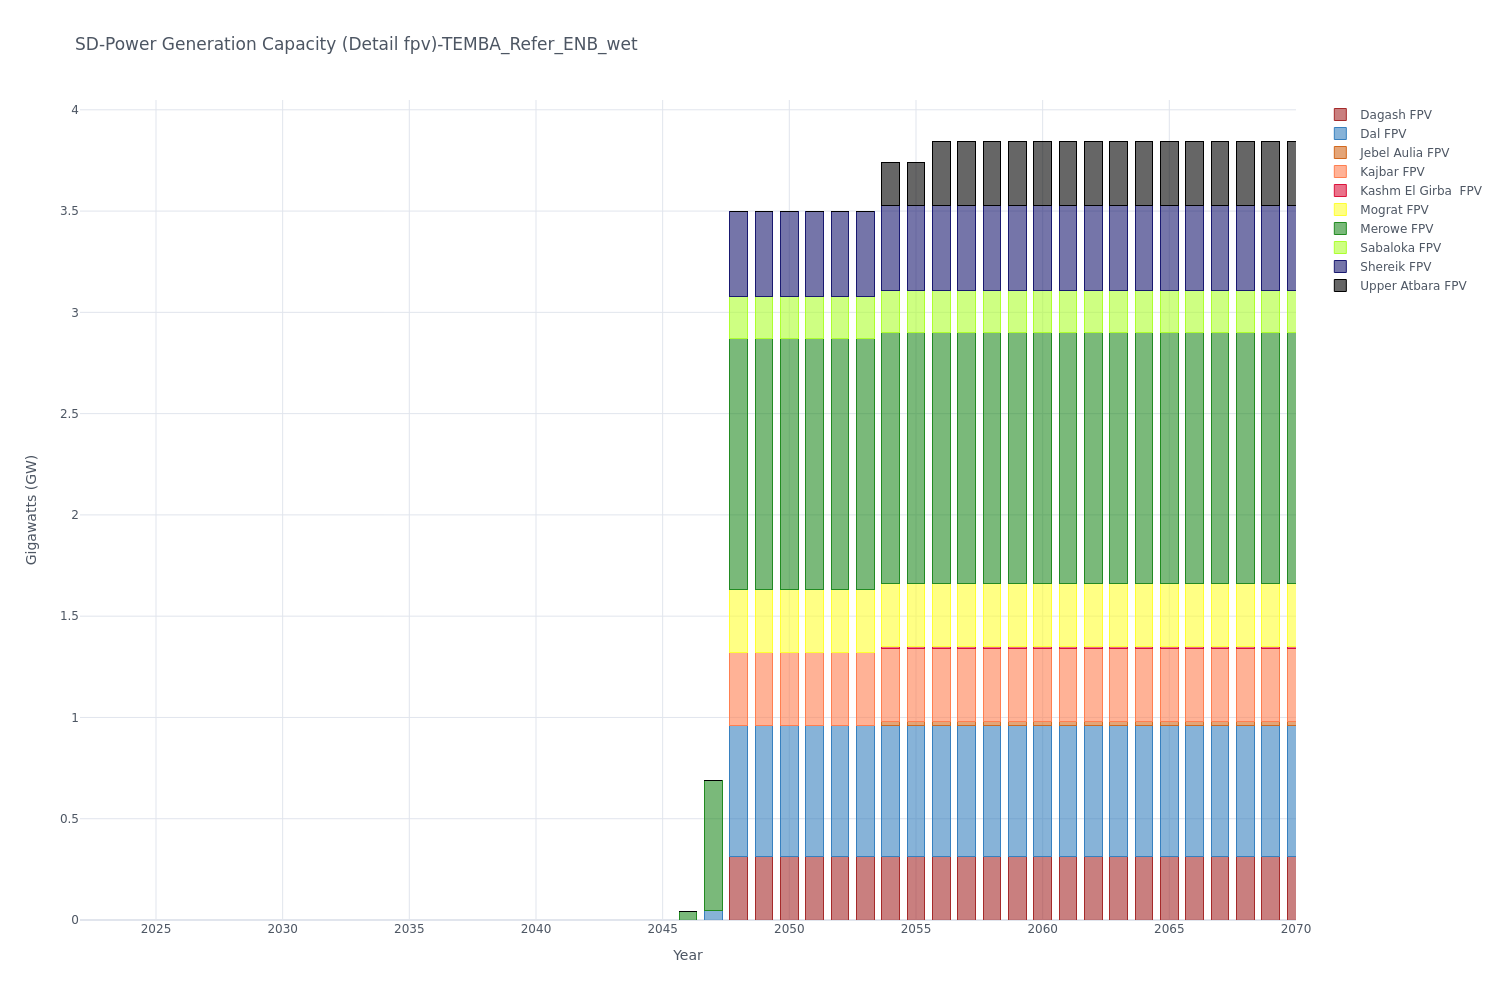 SD-Power Generation Capacity (Detail fpv)-TEMBA_Refer_ENB_wet
4
3.5
3
2.5
2
1.5
1
0.5
0
Gigawatts (GW)
2025
2030
2035
2040
2045
2050
2055
2060
2065
2070
Year
Dagash FPV
Dal FPV
Jebel Aulia FPV
Kajbar FPV
Kashm El Girba  FPV
Mograt FPV
Merowe FPV
Sabaloka FPV
Shereik FPV
Upper Atbara FPV